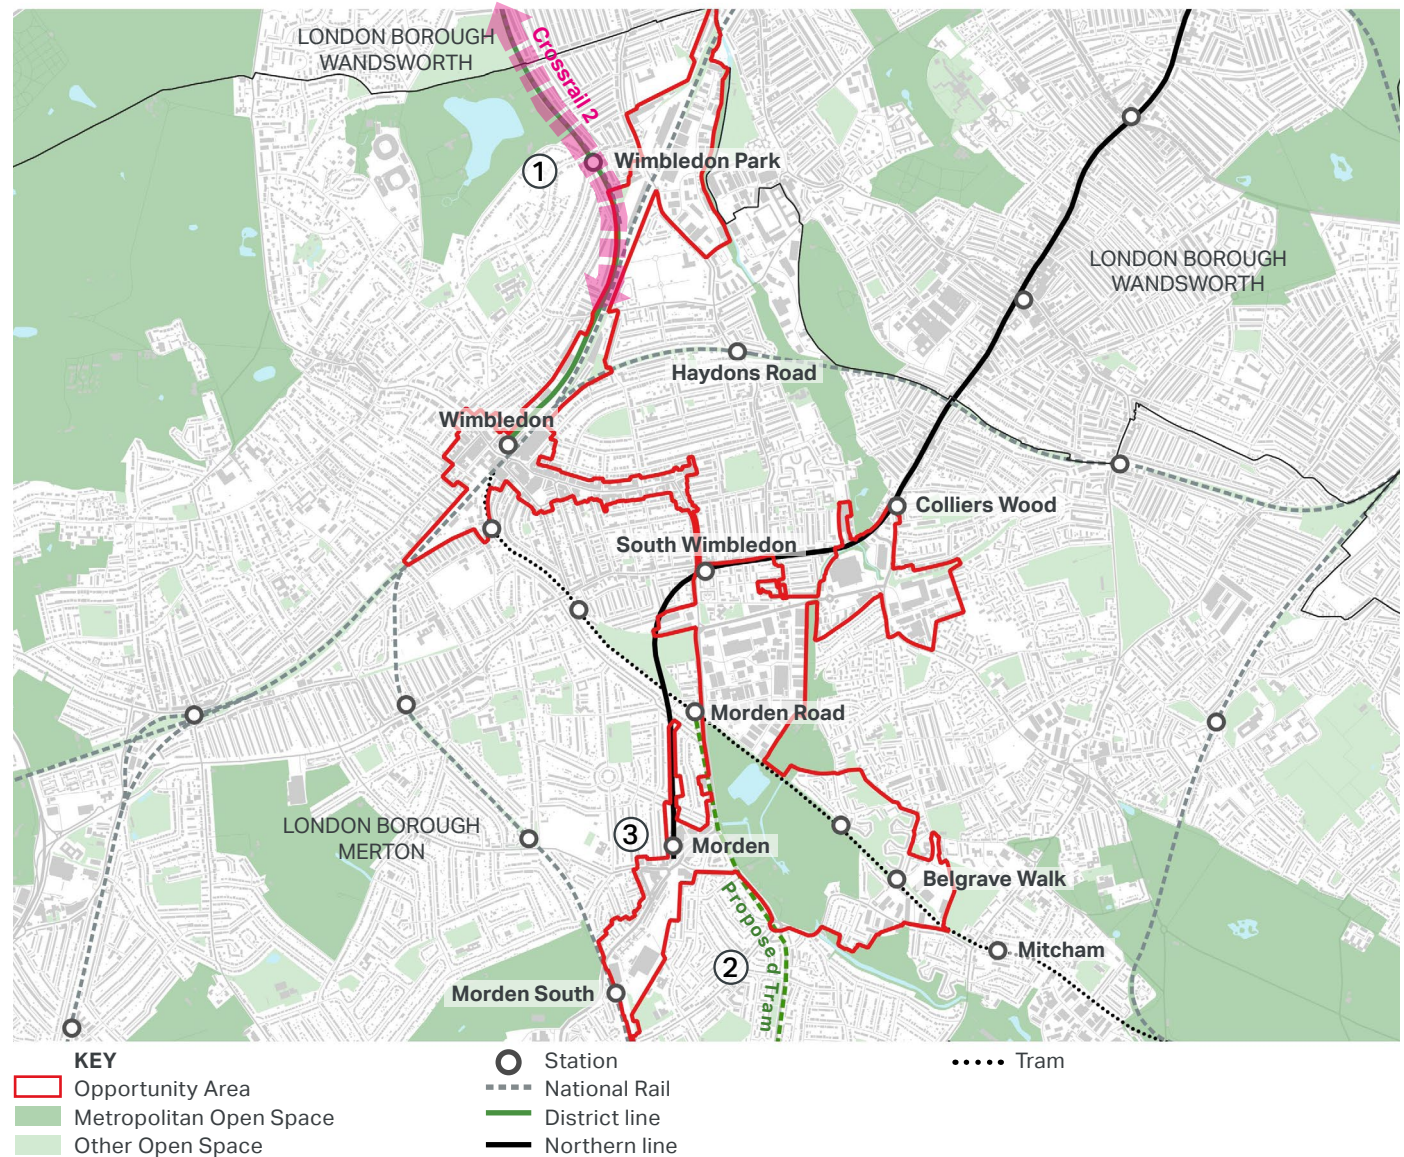 LONDON BOROUGH
WANDSWORTH
Crossrail 2
1
Wimbledon Park
LONDON BOROUGH
WANDSWORTH
Haydons Road
Wimbledon
Colliers Wood
South Wimbledon
Morden Road
LONDON BOROUGH
MERTON
3
Morden
Belgrave Walk
Proposed Tram
2
Mitcham
Morden South
KEY
Opportunity Area
Metropolitan Open Space
Other Open Space
Station
National Rail
District line
Northern line
Tram